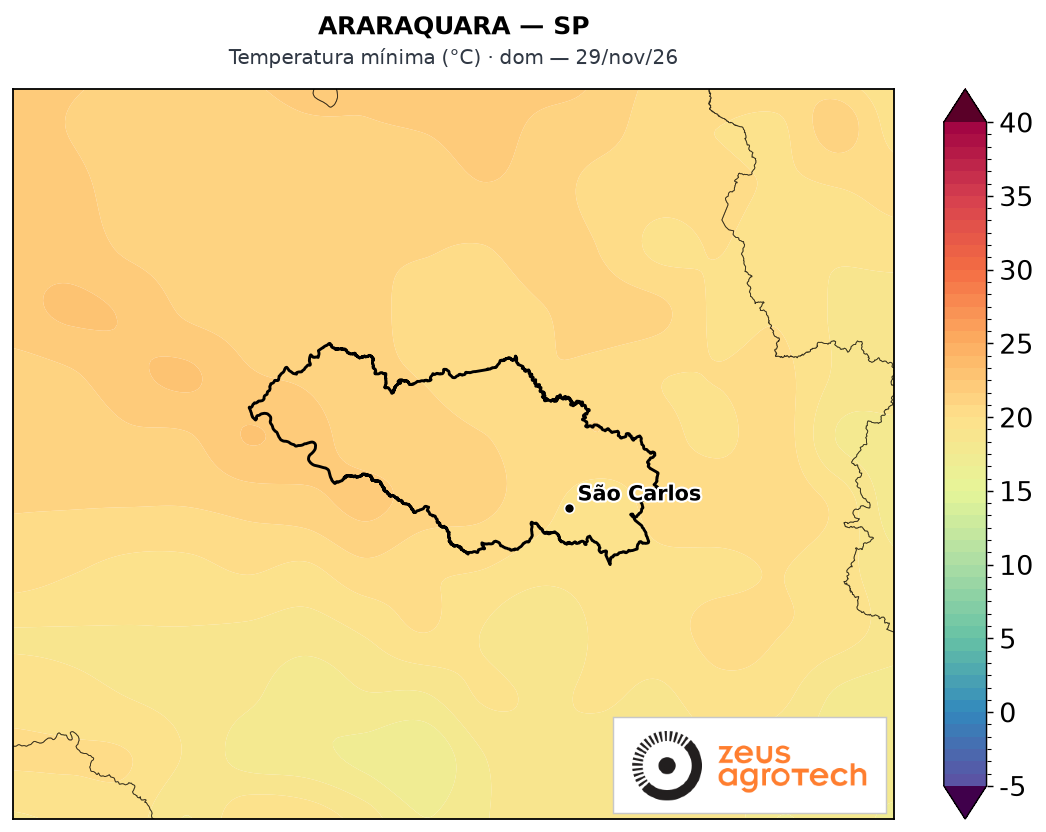 ARARAQUARA — SP
Temperatura mínima (°C) · dom — 29/nov/26
40
35
30
25
20
15
10
5
0
-5
São Carlos
zeus
agrotech